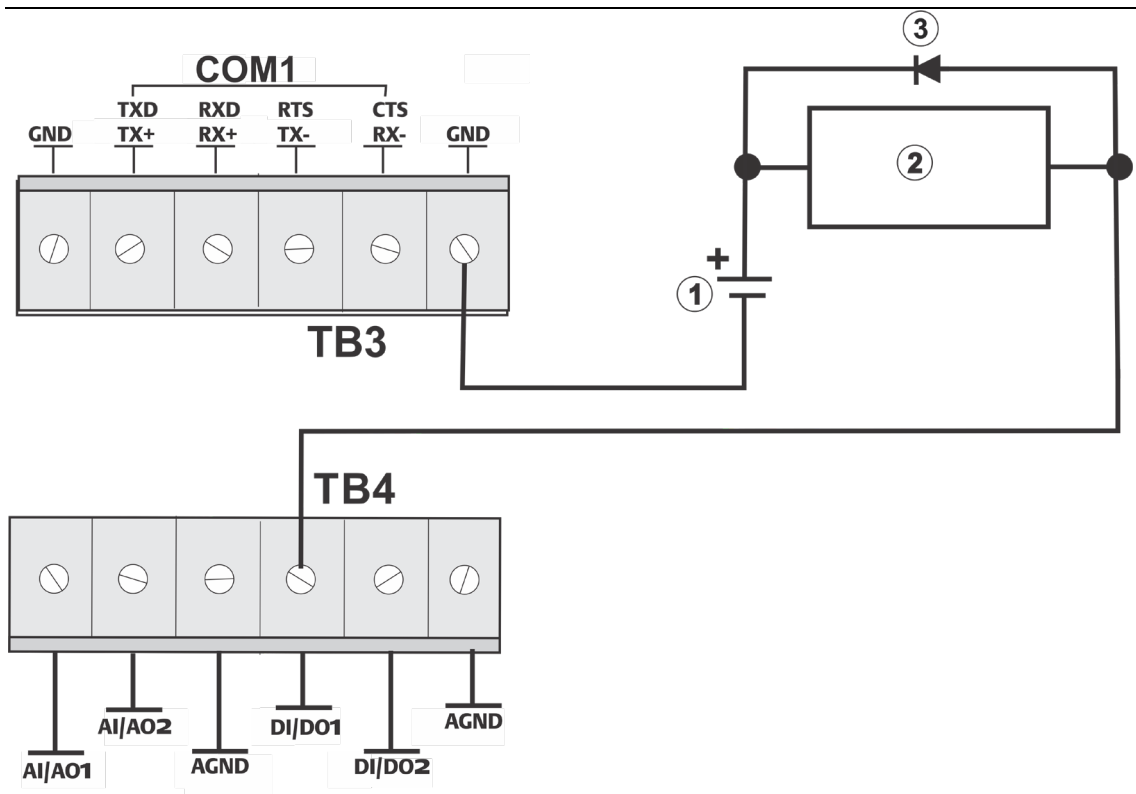 3
COM1
TXD RXD RTS CTS
GND TX+ RX+ TX- RX- GND
2
+
1
TB3
TB4
AI/AO1 AI/AO2 AGND DI/DO1 DI/DO2 AGND